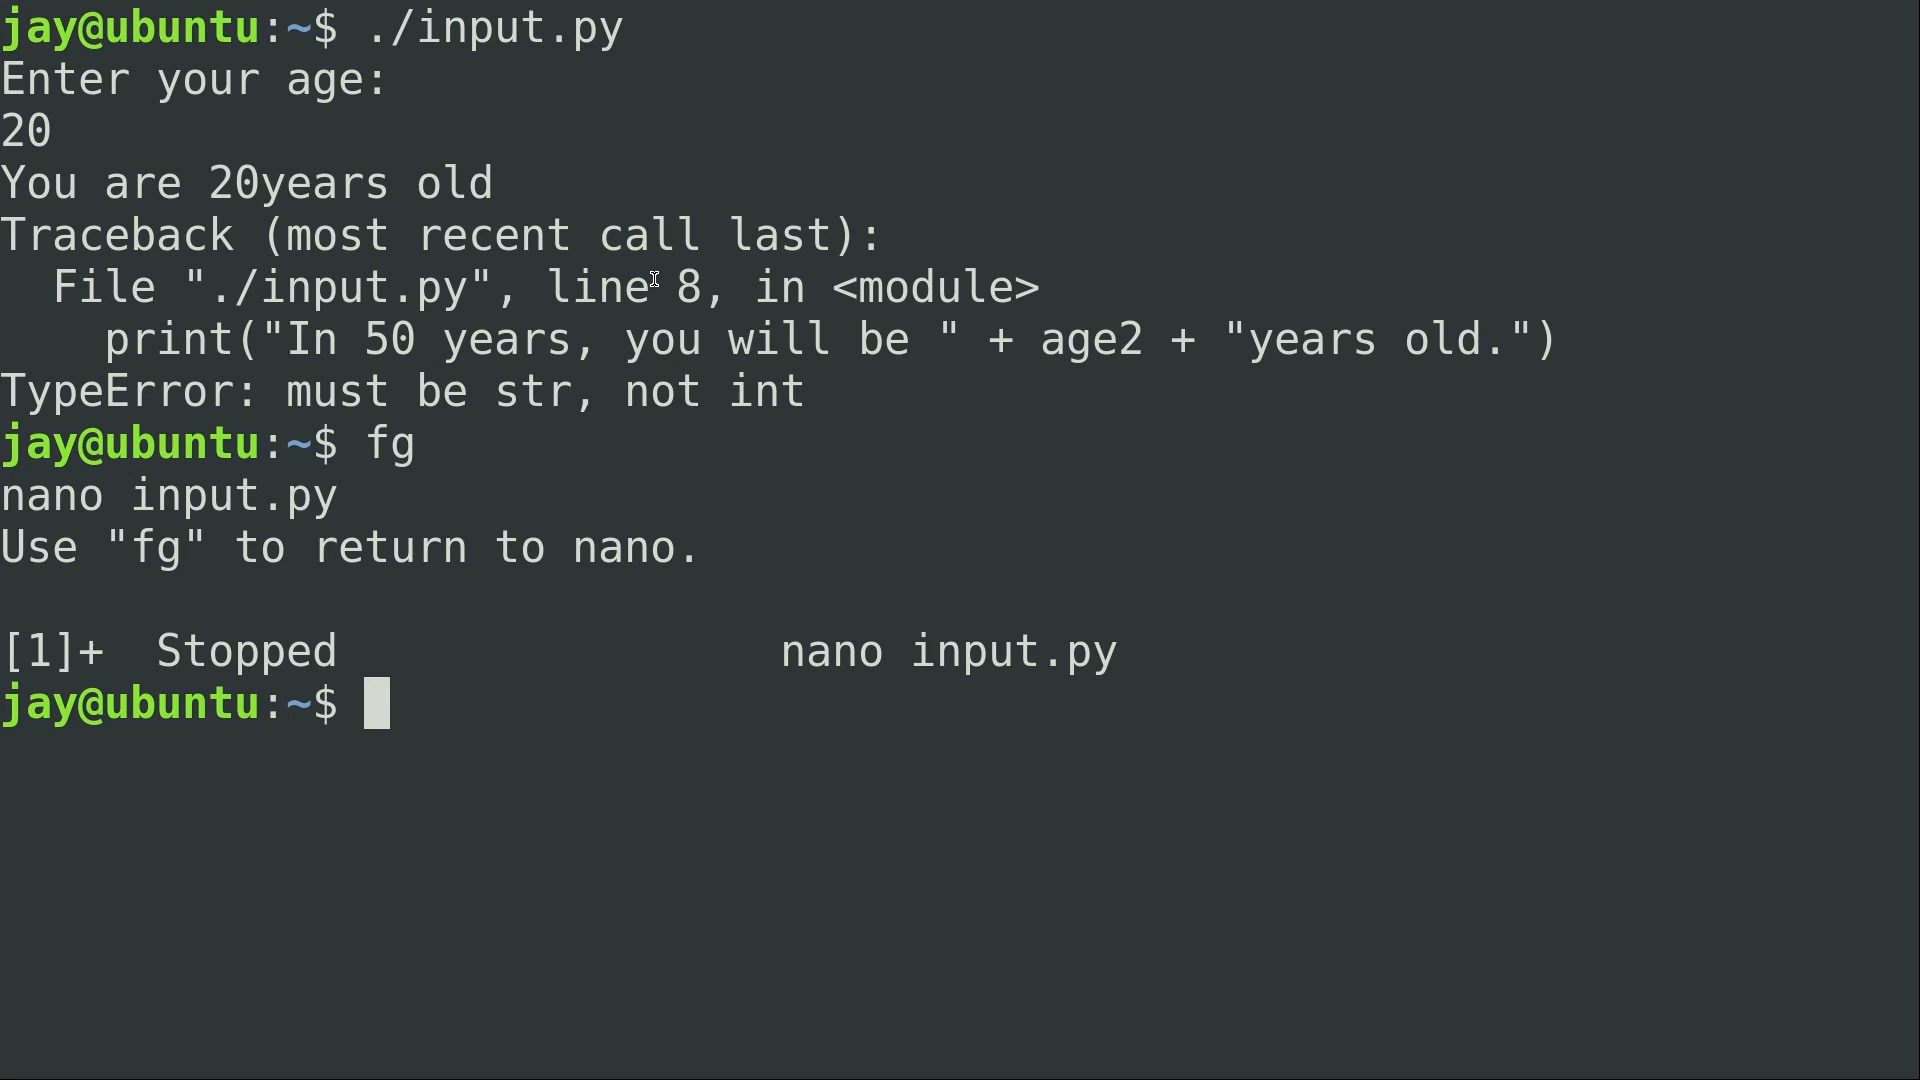 jay@ubuntu:~$ ./input.py
Enter your age:
20
You are 20years old
Traceback (most recent call last):
  File "./input.py", line 8, in <module>
    print("In 50 years, you will be " + age2 + "years old.")
TypeError: must be str, not int
jay@ubuntu:~$ fg
nano input.py
Use "fg" to return to nano.

[1]+  Stopped                 nano input.py
jay@ubuntu:~$